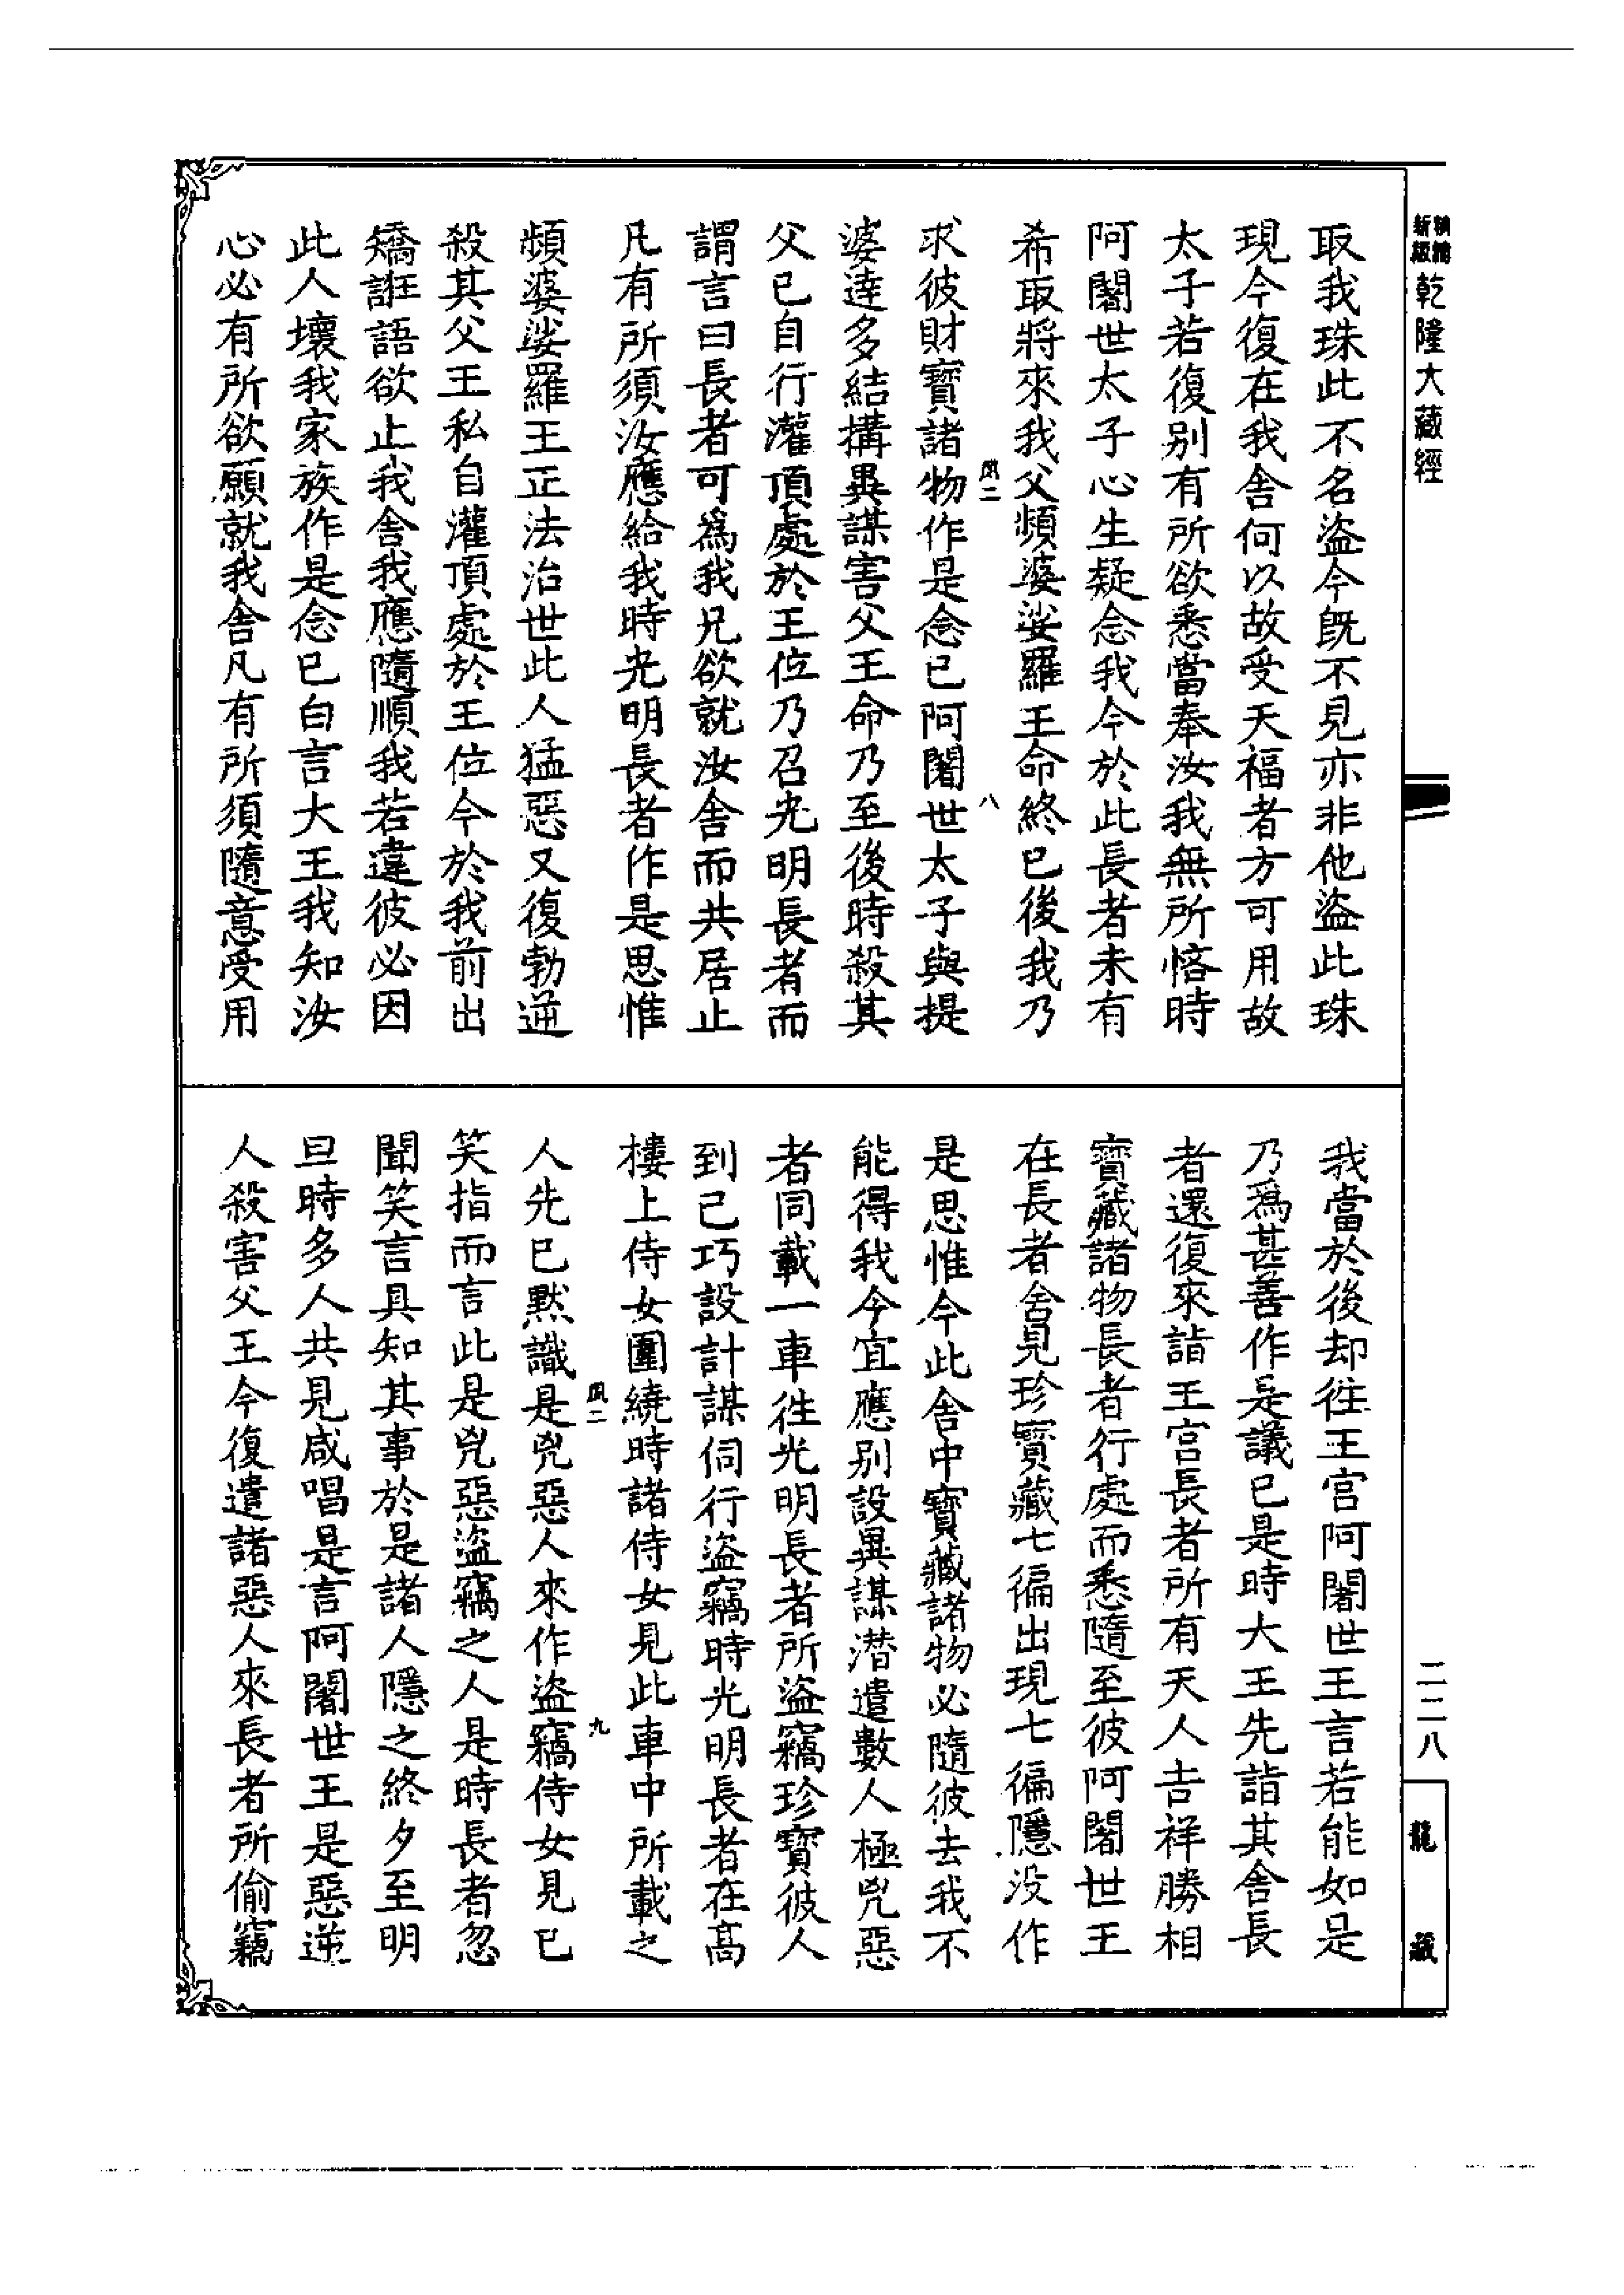 新編縮編乾隆大藏經
取我珠此不名盜今既不見亦非他盜此珠
現今復在我舍何以故受天福者方可用故
太子若復別有所欲悉當奉汝我無所悋時
阿闍世太子心生疑念我今於此長者未有
希取將來我父頻婆娑羅王命終已後我乃
求彼財寶諸物作是念已阿闍世太子與提
婆達多結搆異謀害父王命乃至後時殺其
父已自行灌頂處於王位乃召光明長者而
謂言曰長者可為我兄欲就汝舍而共居止
凡有所須汝應給我時光明長者作是思惟
頻婆娑羅王正法治世此人猛惡又復勃逆
殺其父王私自灌頂處於王位今於我前出
矯誑語欲止我舍我應隨順我若違彼必因
此人壞我家族作是念已白言大王我知汝
心必有所欲願就我舍凡有所須隨意受用
我當於後却徃王宮阿闍世王言若能如是
乃為甚善作是議已是時大王先詣其舍長
者還復來詣王宮長者所有天人吉祥勝相
寶藏諸物長者行處而悉隨至彼阿闍世王
在長者舍見珍寶藏七徧出現七徧隱沒作
是思惟今此舍中寶藏諸物必隨彼去我不
能得我今宜應別設異謀潛遣數人極兇惡
者同載一車徃光明長者所盜竊珍寶彼人
到已巧設計謀伺行盜竊時光明長者在高
樓上侍女圍繞時諸侍女見此車中所載之
人先已默識是兇惡人來作盜竊侍女見已
笑指而言此是兇惡盜竊之人是時長者忽
聞笑言具知其事於是諸人隱之終夕至明
旦時多人共見咸唱是言阿闍世王是惡逆
人殺害父王今復遣諸惡人來長者所偷竊
二二八
龍藏